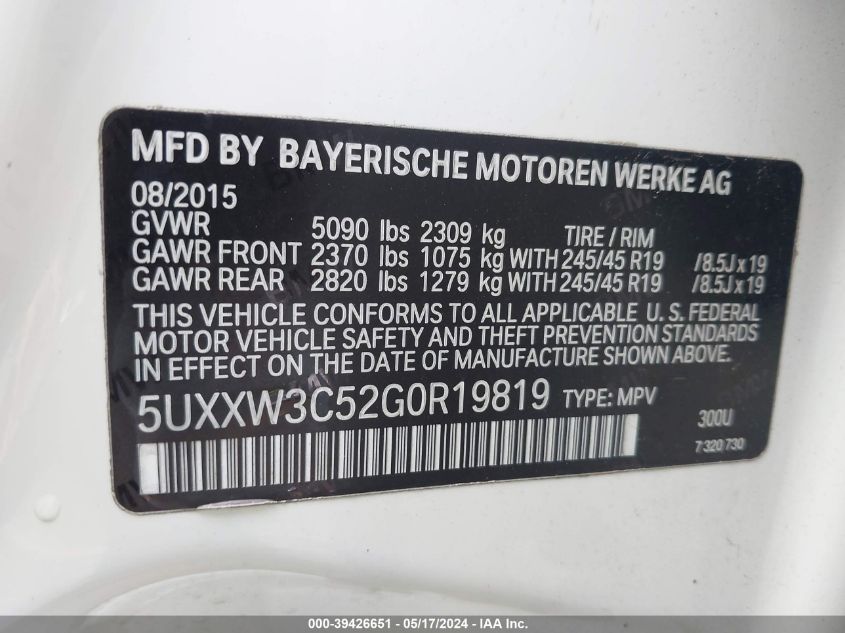 MFD BY BAYERISCHE MOTOREN WERKE AG
08/2015
GVWR 5090 lbs 2309 kg TIRE / RIM
GAWR FRONT 2370 lbs 1075 kg WITH 245/45 R19 /8.5J x 19
GAWR REAR 2820 lbs 1279 kg WITH 245/45 R19 /8.5J x 19
THIS VEHICLE CONFORMS TO ALL APPLICABLE U. S. FEDERAL
MOTOR VEHICLE SAFETY AND THEFT PREVENTION STANDARDS
IN EFFECT ON THE DATE OF MANUFACTURE SHOWN ABOVE.
5UXXW3C52G0R19819 TYPE: MPV 300U
7 320 730
000-39426651 - 05/17/2024 - IAA Inc.